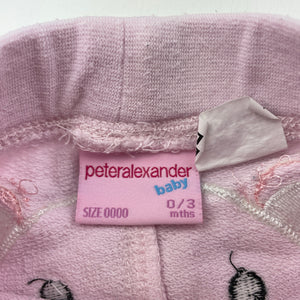 peteralexander
baby
SIZE 0000
0/3
mths